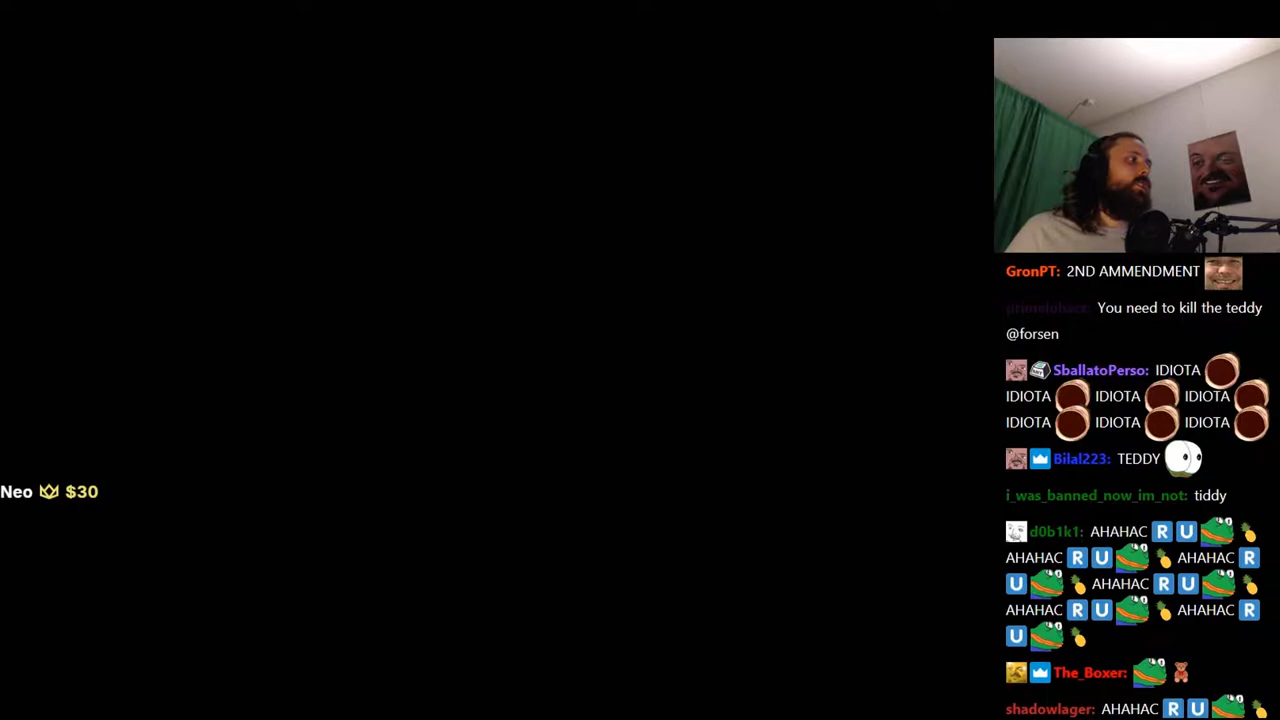 GronPT: 2ND AMMENDMENT
You need to kill the teddy
@forsen
SballatoPerso: IDIOTA
IDIOTA IDIOTA IDIOTA
IDIOTA IDIOTA IDIOTA
Bilal223: TEDDY
i_was_banned_now_im_not: tiddy
d0b1k1: AHAHAC R U
AHAHAC R U AHAHAC R
U AHAHAC R U
AHAHAC R U AHAHAC R
U
The_Boxer:
shadowlager: AHAHAC R U
Neo $30